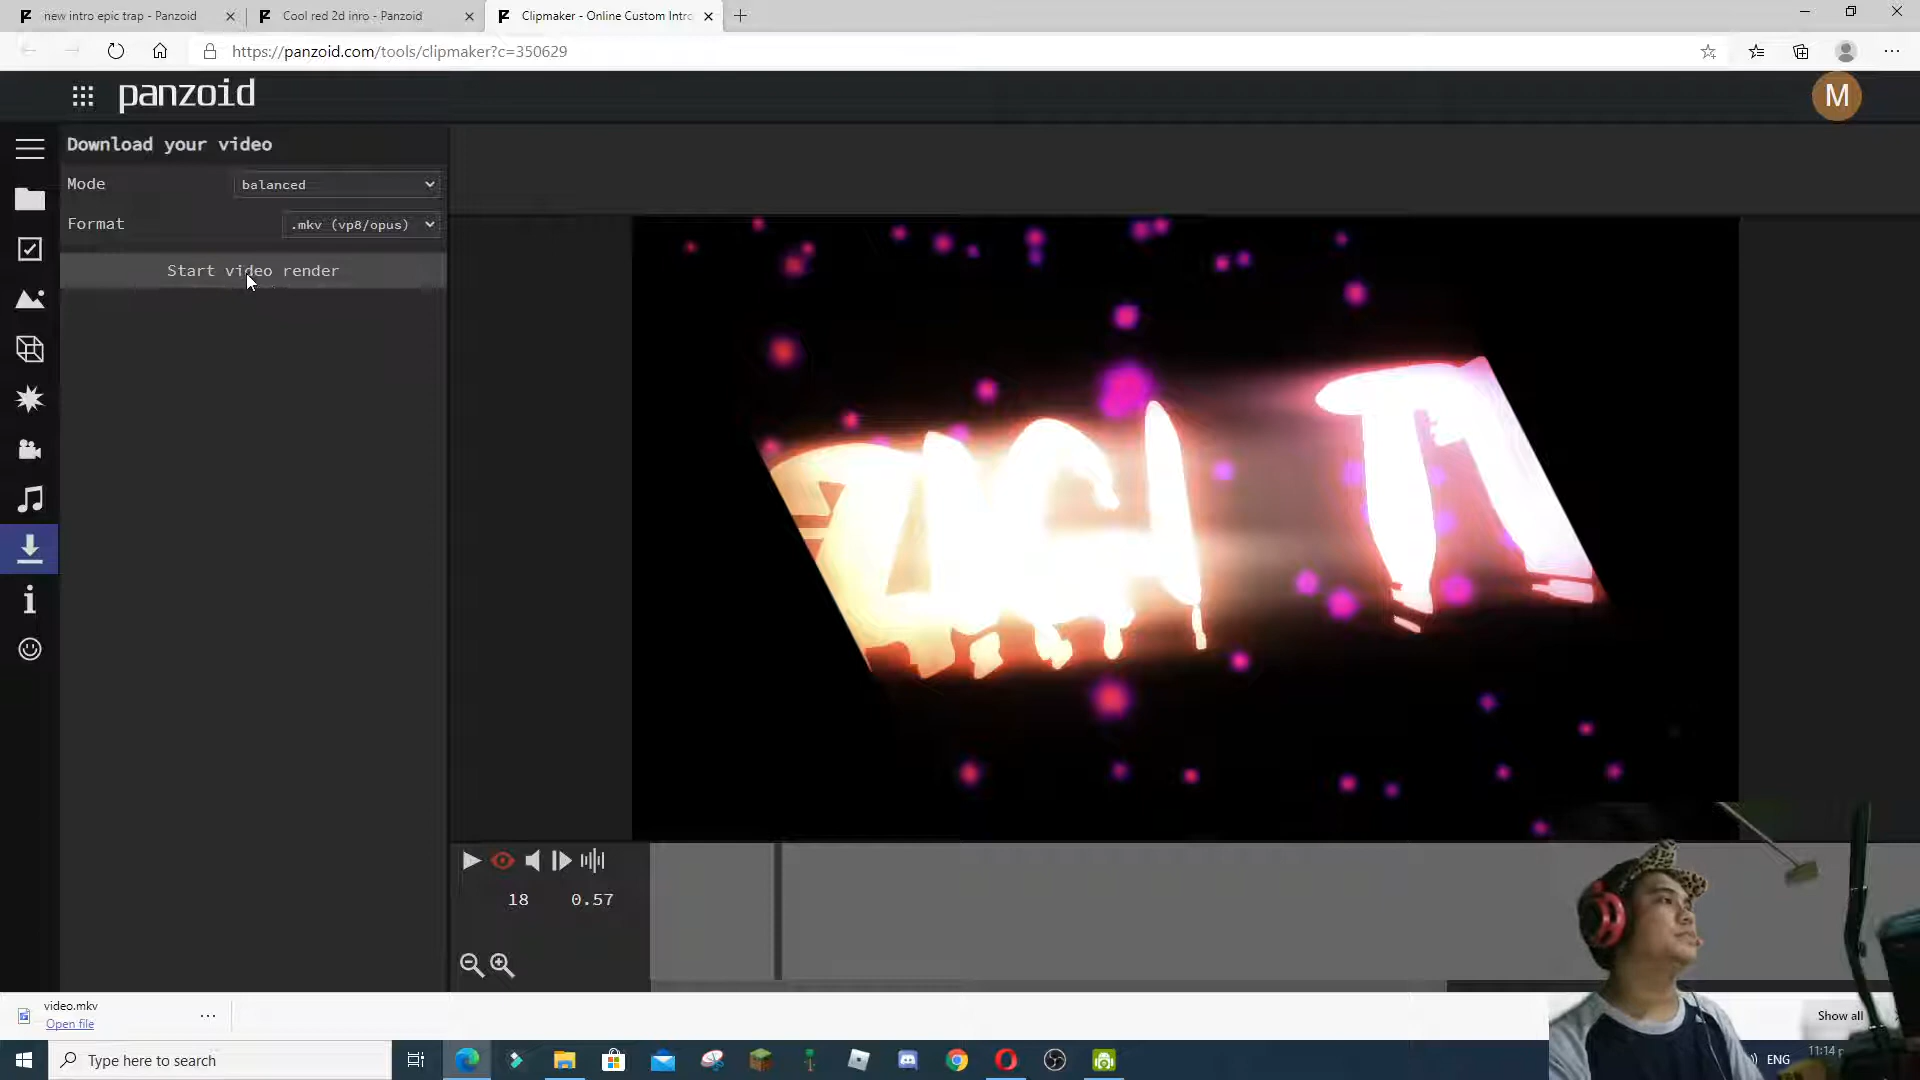 new intro epic trap - Panzoid
Cool red 2d inro - Panzoid
Clipmaker - Online Custom Intro
https://panzoid.com/tools/clipmaker?c=350629
panzoid
M
Download your video
Mode
balanced
Format
.mkv (vp8/opus)
Start video render
18
0.57
video.mkv
Open file
Show all
Type here to search
ENG
11:14